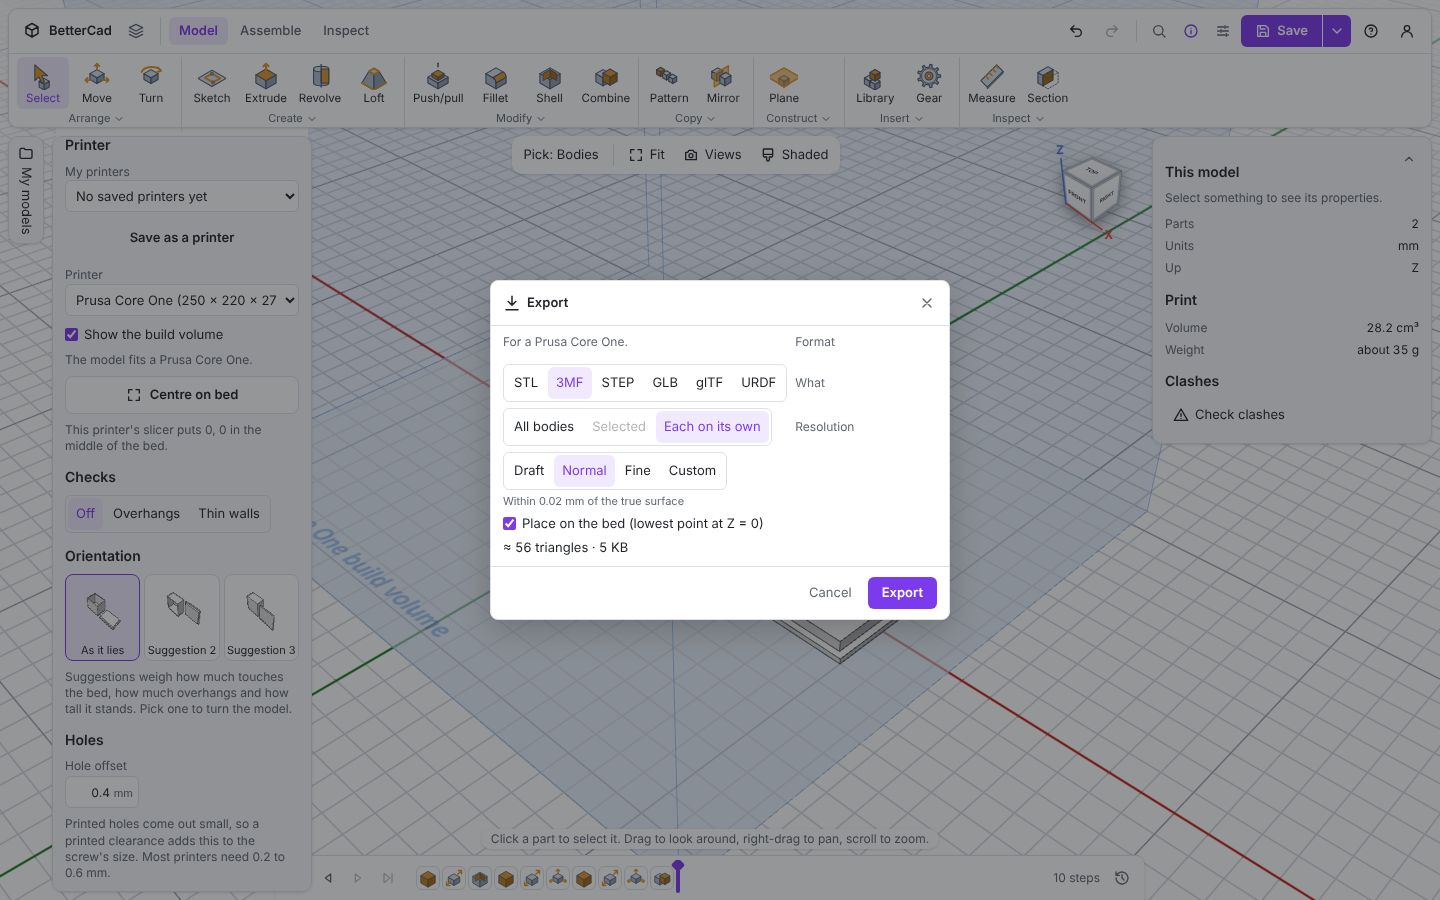 BetterCad
Model
Assemble
Inspect
Save
Select
Move
Turn
Sketch
Extrude
Revolve
Loft
Push/pull
Fillet
Shell
Combine
Pattern
Mirror
Plane
Library
Gear
Measure
Section
Arrange
Create
Modify
Copy
Construct
Insert
Inspect
My models
Printer
My printers
No saved printers yet
Save as a printer
Printer
Prusa Core One (250 × 220 × 27
Show the build volume
The model fits a Prusa Core One.
Centre on bed
This printer's slicer puts 0, 0 in the
middle of the bed.
Checks
Off
Overhangs
Thin walls
Orientation
As it lies
Suggestion 2
Suggestion 3
Suggestions weigh how much touches
the bed, how much overhangs and how
tall it stands. Pick one to turn the model.
Holes
Hole offset
0.4 mm
Printed holes come out small, so a
printed clearance adds this to the
screw's size. Most printers need 0.2 to
0.6 mm.
Pick: Bodies
Fit
Views
Shaded
Z
TOP
FRONT
RIGHT
X
This model
Select something to see its properties.
Parts 2
Units mm
Up Z
Print
Volume 28.2 cm³
Weight about 35 g
Clashes
Check clashes
Export
For a Prusa Core One.
Format
STL 3MF STEP GLB glTF URDF
What
All bodies Selected Each on its own
Resolution
Draft Normal Fine Custom
Within 0.02 mm of the true surface
Place on the bed (lowest point at Z = 0)
≈ 56 triangles · 5 KB
Cancel
Export
One build volume
Click a part to select it. Drag to look around, right-drag to pan, scroll to zoom.
10 steps